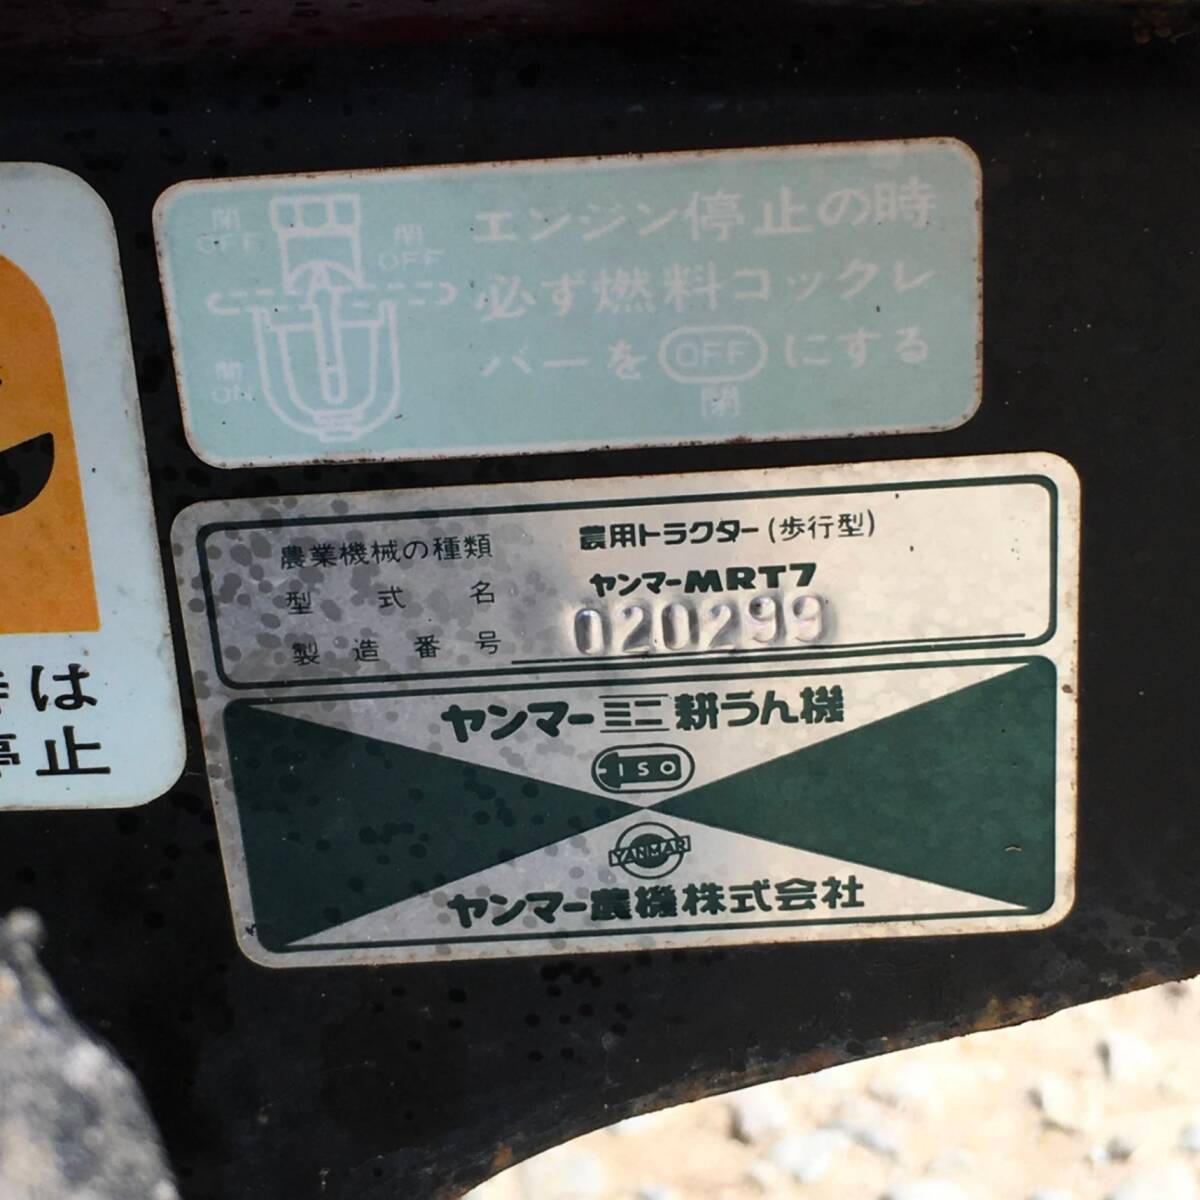 閉
OFF
閉
OFF
開
ON
エンジン停止の時
必ず燃料コックレ
バーを OFF にする
閉
農業機械の種類 農用トラクター(歩行型)
型式名 ヤンマーMRT7
製造番号 020299
ヤンマーミニ耕うん機
ISO
YANMAR
ヤンマー農機株式会社
は
停止